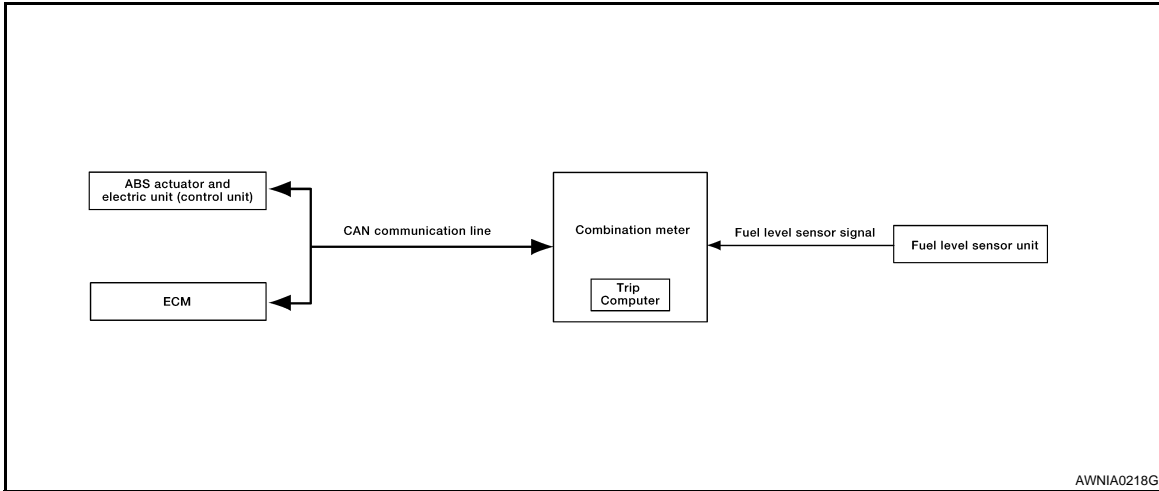 ABS actuator and
electric unit (control unit)
CAN communication line
ECM
Combination meter
Trip
Computer
Fuel level sensor signal
Fuel level sensor unit
AWNIA0218G